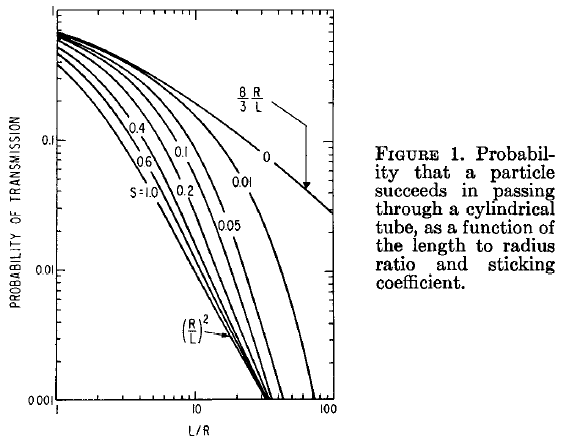 1
0.1
0.01
0.001
PROBABILITY OF TRANSMISSION
1
10
100
L/R
8/3 R/L
0
0.01
0.05
0.1
0.2
0.4
0.6
S=1.0
(R/L)²
FIGURE 1. Probabil-
ity that a particle
succeeds in passing
through a cylindrical
tube, as a function of
the length to radius
ratio and sticking
coefficient.